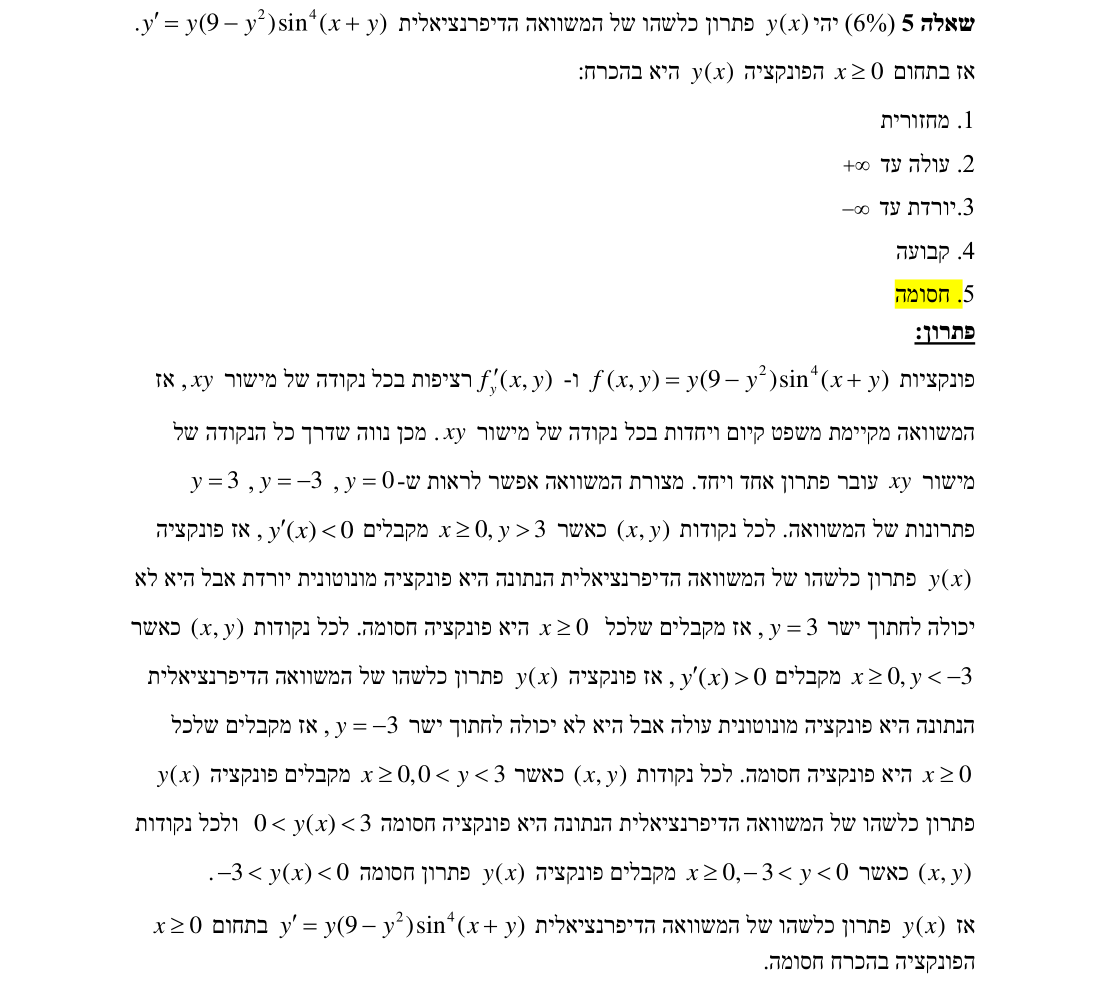 שאלה 5 (6%) יהי y(x) פתרון כלשהו של המשוואה הדיפרנציאלית y′ = y(9 − y²)sin⁴(x + y).
אז בתחום x ≥ 0 הפונקציה y(x) היא בהכרח:
1. מחזורית
2. עולה עד +∞
3.יורדת עד −∞
4. קבועה
5. חסומה
פתרון:
פונקציות f(x, y) = y(9 − y²)sin⁴(x + y) ו- f′y(x, y) רציפות בכל נקודה של מישור xy, אז
המשוואה מקיימת משפט קיום ויחדות בכל נקודה של מישור xy. מכן נווה שדרך כל הנקודה של
מישור xy עובר פתרון אחד ויחד. מצורת המשוואה אפשר לראות ש-y = 0 , y = −3 , y = 3
פתרונות של המשוואה. לכל נקודות (x, y) כאשר x ≥ 0, y > 3 מקבלים y′(x) < 0, אז פונקציה
y(x) פתרון כלשהו של המשוואה הדיפרנציאלית הנתונה היא פונקציה מונוטונית יורדת אבל היא לא
יכולה לחתוך ישר y = 3, אז מקבלים שלכל x ≥ 0 היא פונקציה חסומה. לכל נקודות (x, y) כאשר
x ≥ 0, y < −3 מקבלים y′(x) > 0, אז פונקציה y(x) פתרון כלשהו של המשוואה הדיפרנציאלית
הנתונה היא פונקציה מונוטונית עולה אבל היא לא יכולה לחתוך ישר y = −3, אז מקבלים שלכל
x ≥ 0 היא פונקציה חסומה. לכל נקודות (x, y) כאשר x ≥ 0,0 < y < 3 מקבלים פונקציה y(x)
פתרון כלשהו של המשוואה הדיפרנציאלית הנתונה היא פונקציה חסומה 0 < y(x) < 3 ולכל נקודות
(x, y) כאשר x ≥ 0,−3 < y < 0 מקבלים פונקציה y(x) פתרון חסומה −3 < y(x) < 0.
אז y(x) פתרון כלשהו של המשוואה הדיפרנציאלית y′ = y(9 − y²)sin⁴(x + y) בתחום x ≥ 0
הפונקציה בהכרח חסומה.